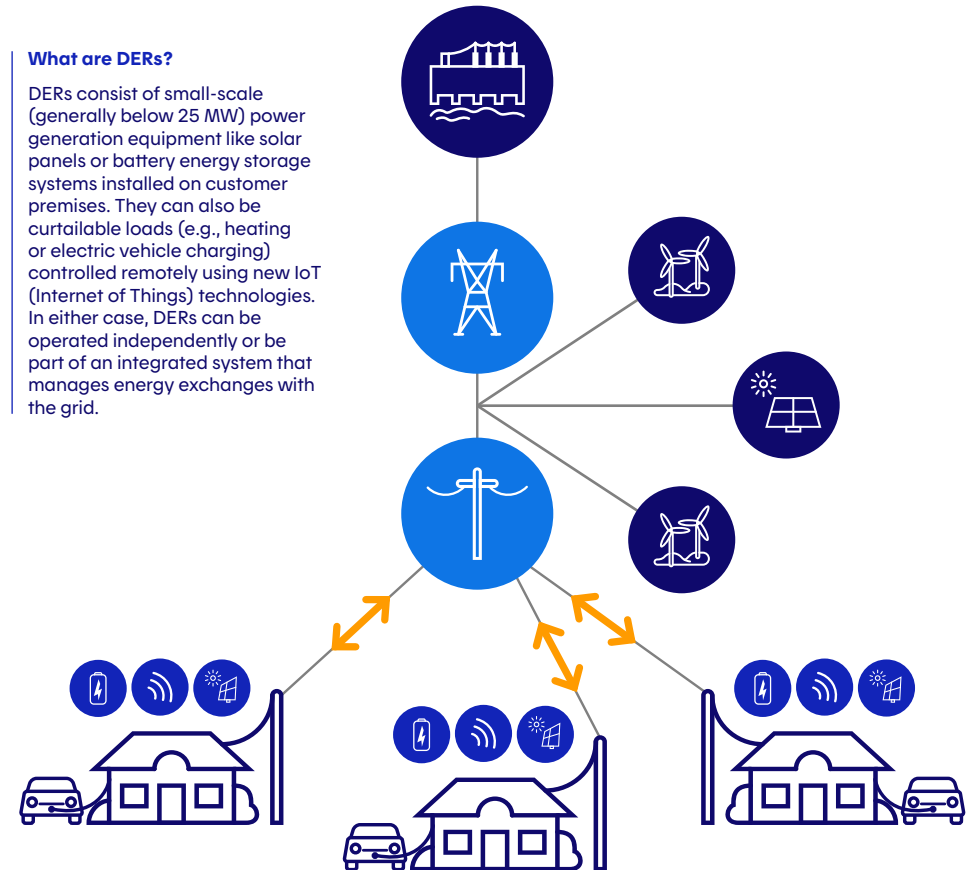 What are DERs?
DERs consist of small-scale
(generally below 25 MW) power
generation equipment like solar
panels or battery energy storage
systems installed on customer
premises. They can also be
curtailable loads (e.g., heating
or electric vehicle charging)
controlled remotely using new IoT
(Internet of Things) technologies.
In either case, DERs can be
operated independently or be
part of an integrated system that
manages energy exchanges with
the grid.